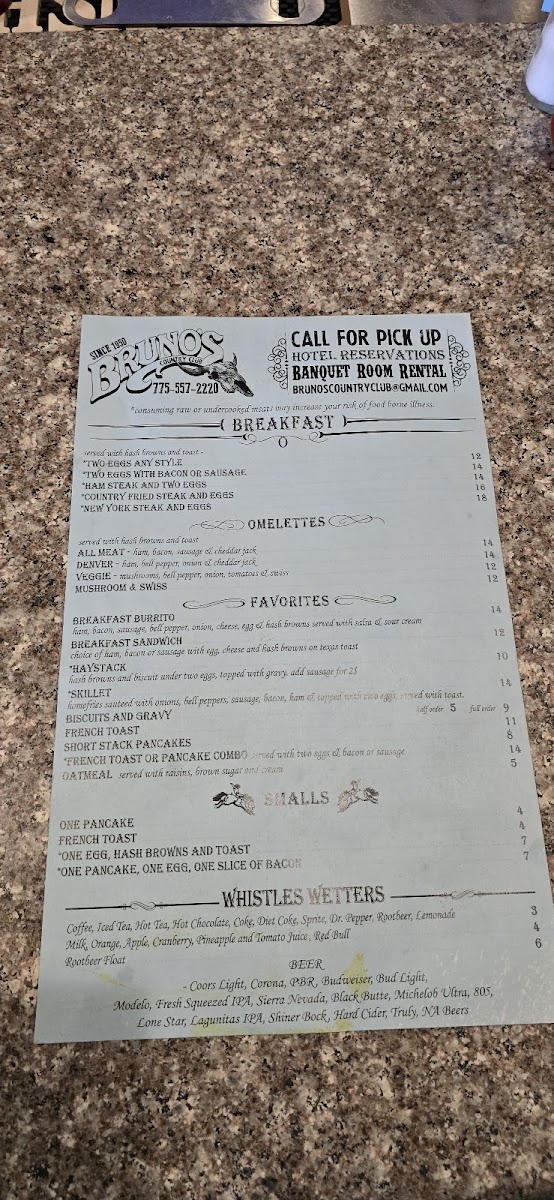 SINCE 1950
BRUNO'S
COUNTRY CLUB
775-557-2220
CALL FOR PICK UP
HOTEL RESERVATIONS
BANQUET ROOM RENTAL
BRUNOSCOUNTRYCLUB@GMAIL.COM
*consuming raw or undercooked meats may increase your risk of food borne illness.
BREAKFAST
served with hash browns and toast -
*TWO EGGS ANY STYLE 12
*TWO EGGS WITH BACON OR SAUSAGE 14
*HAM STEAK AND TWO EGGS 14
*COUNTRY FRIED STEAK AND EGGS 16
*NEW YORK STEAK AND EGGS 18
OMELETTES
served with hash browns and toast
ALL MEAT - ham, bacon, sausage & cheddar jack 14
DENVER - ham, bell pepper, onion & cheddar jack 14
VEGGIE - mushrooms, bell pepper, onion, tomatoes & swiss 12
MUSHROOM & SWISS 12
FAVORITES
BREAKFAST BURRITO 14
ham, bacon, sausage, bell pepper, onion, cheese, egg & hash browns served with salsa & sour cream
BREAKFAST SANDWICH 12
choice of ham, bacon or sausage with egg, cheese and hash browns on texas toast
*HAYSTACK 10
hash browns and biscuit under two eggs, topped with gravy. add sausage for 2$
*SKILLET 14
homefries sauteed with onions, bell peppers, sausage, bacon, ham & topped with two eggs, served with toast.
BISCUITS AND GRAVY half order 5 full order 9
FRENCH TOAST 11
SHORT STACK PANCAKES 8
*FRENCH TOAST OR PANCAKE COMBO served with two eggs & bacon or sausage 14
OATMEAL served with raisins, brown sugar and cream 5
SMALLS
ONE PANCAKE 4
FRENCH TOAST 4
*ONE EGG, HASH BROWNS AND TOAST 7
*ONE PANCAKE, ONE EGG, ONE SLICE OF BACON 7
WHISTLES WETTERS
Coffee, Iced Tea, Hot Tea, Hot Chocolate, Coke, Diet Coke, Sprite, Dr. Pepper, Rootbeer, Lemonade 3
Milk, Orange, Apple, Cranberry, Pineapple and Tomato Juice, Red Bull 4
Rootbeer Float 6
BEER
- Coors Light, Corona, PBR, Budweiser, Bud Light,
Modelo, Fresh Squeezed IPA, Sierra Nevada, Black Butte, Michelob Ultra, 805,
Lone Star, Lagunitas IPA, Shiner Bock, Hard Cider, Truly, NA Beers